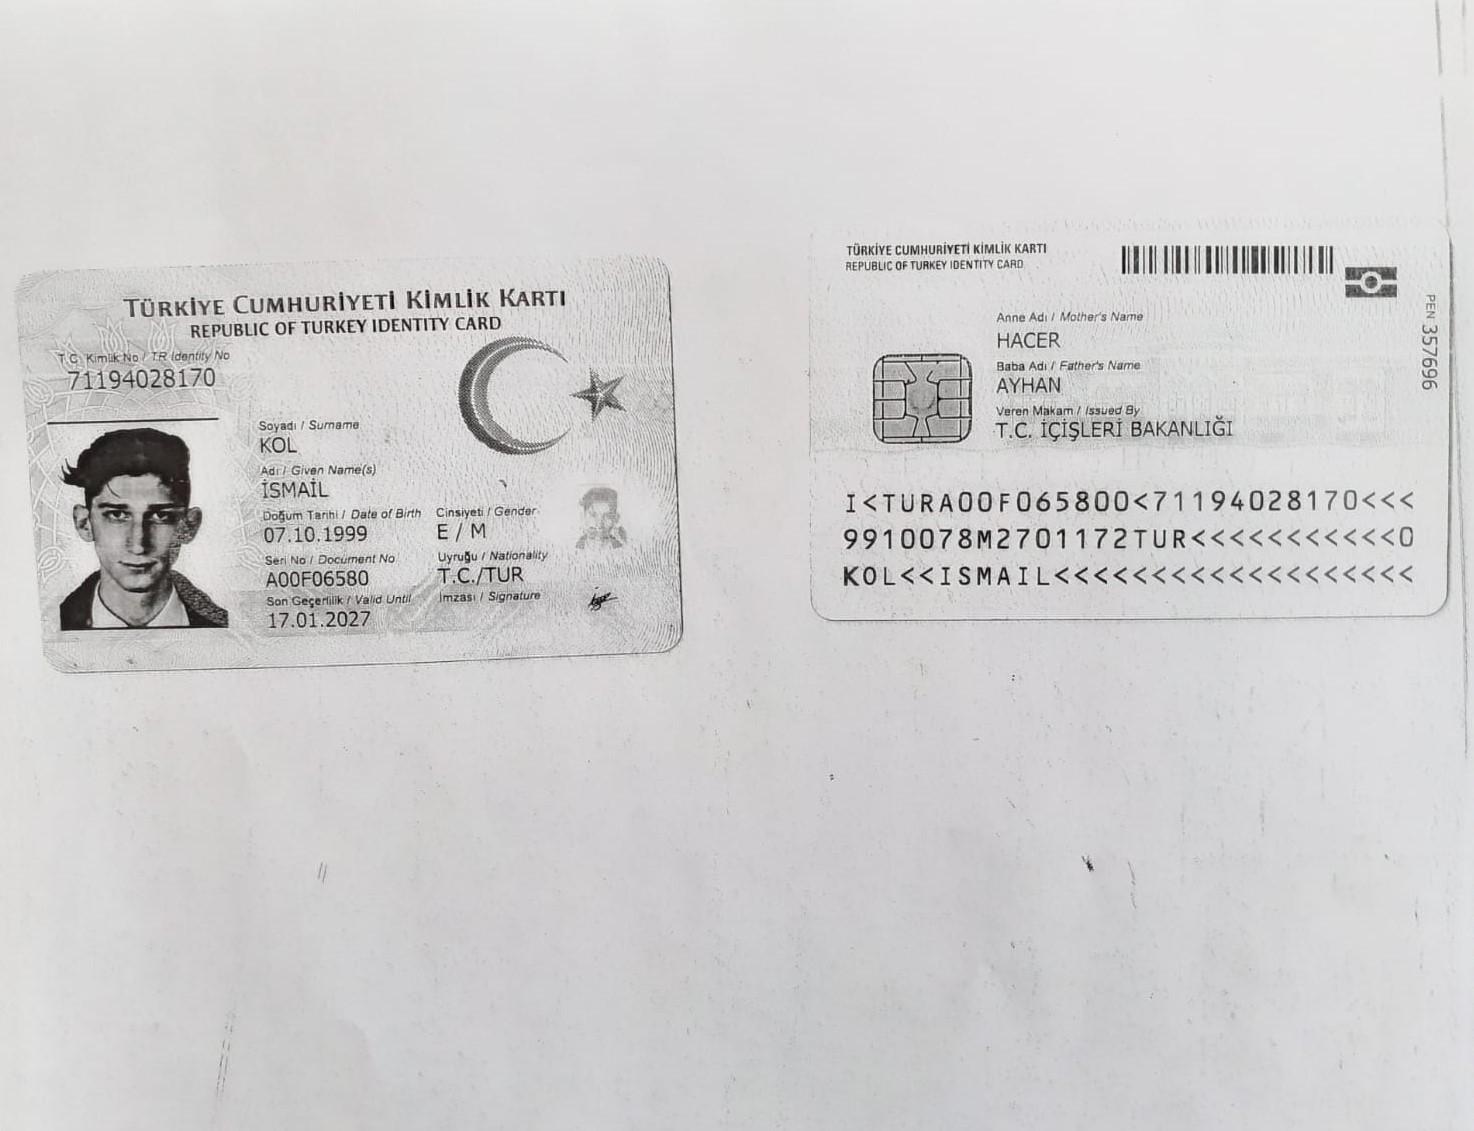 TÜRKİYE CUMHURİYETİ KİMLİK KARTI
REPUBLIC OF TURKEY IDENTITY CARD
T.C. Kimlik No / TR Identity No
71194028170
Soyadı / Surname
KOL
Adı / Given Name(s)
İSMAİL
Doğum Tarihi / Date of Birth
07.10.1999
Cinsiyeti / Gender
E / M
Seri No / Document No
A00F06580
Uyruğu / Nationality
T.C./TUR
Son Geçerlilik / Valid Until
17.01.2027
İmzası / Signature
TÜRKİYE CUMHURİYETİ KİMLİK KARTI
REPUBLIC OF TURKEY IDENTITY CARD
Anne Adı / Mother's Name
HACER
Baba Adı / Father's Name
AYHAN
Veren Makam / Issued By
T.C. İÇİŞLERİ BAKANLIĞI
PEN 357696
I<TURA00F065800<71194028170<<<
9910078M2701172TUR<<<<<<<<<<<0
KOL<<ISMAIL<<<<<<<<<<<<<<<<<<<